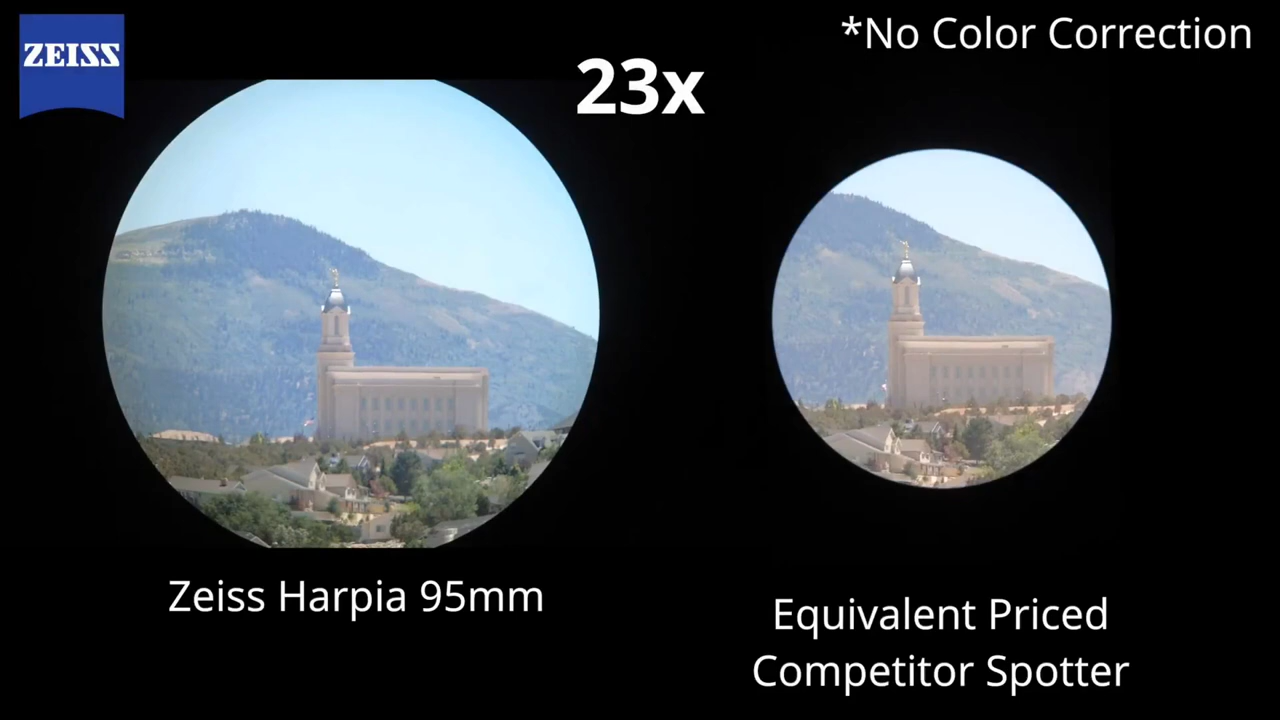 ZEISS
*No Color Correction
23x
Zeiss Harpia 95mm
Equivalent Priced
Competitor Spotter